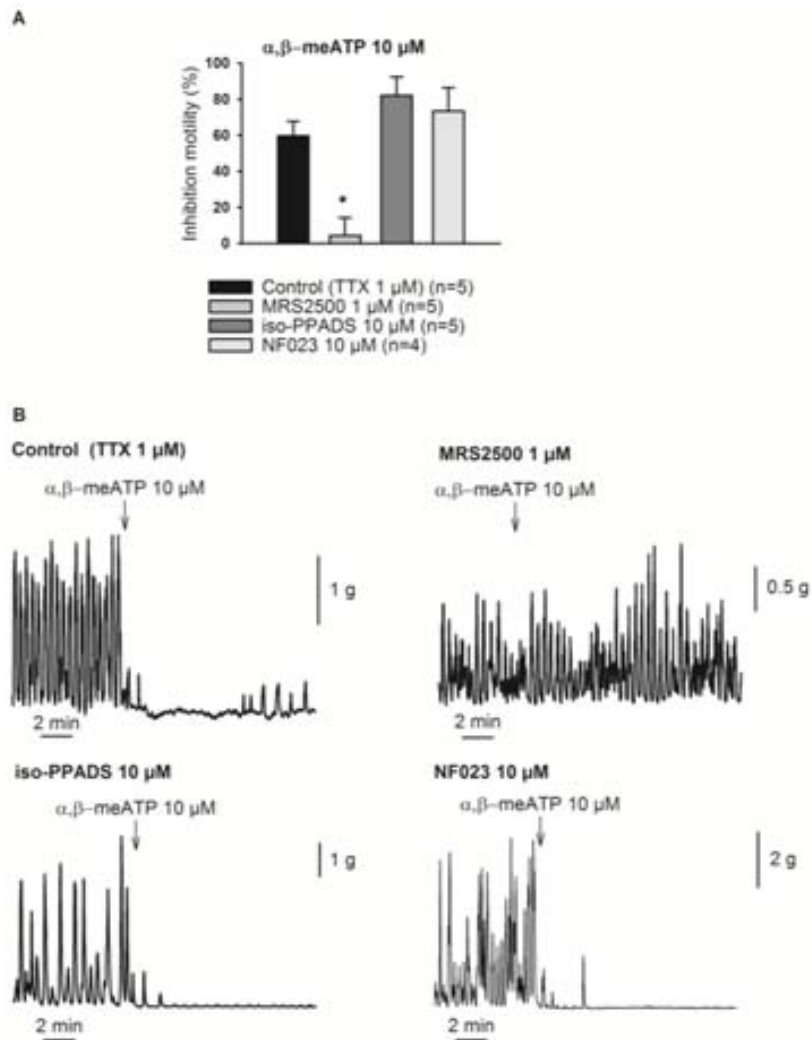 A
α,β–meATP 10 µM
Inhibition motility (%)
100
80
60
40
20
0
*
Control (TTX 1 µM) (n=5)
MRS2500 1 µM (n=5)
iso-PPADS 10 µM (n=5)
NF023 10 µM (n=4)
B
Control (TTX 1 µM)
α,β–meATP 10 µM
1 g
2 min
MRS2500 1 µM
α,β–meATP 10 µM
0.5 g
2 min
iso-PPADS 10 µM
α,β–meATP 10 µM
1 g
2 min
NF023 10 µM
α,β–meATP 10 µM
2 g
2 min